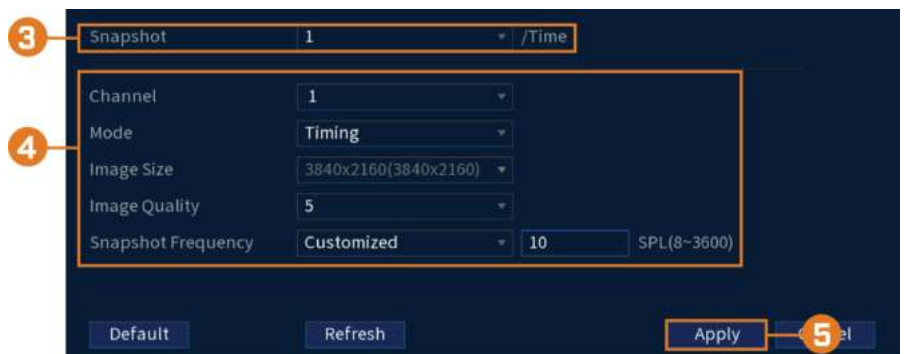 3 Snapshot 1 /Time
Channel 1
4
Mode Timing
Image Size 3840x2160(3840x2160)
Image Quality 5
Snapshot Frequency Customized 10 SPL(8~3600)
Default Refresh Apply 5